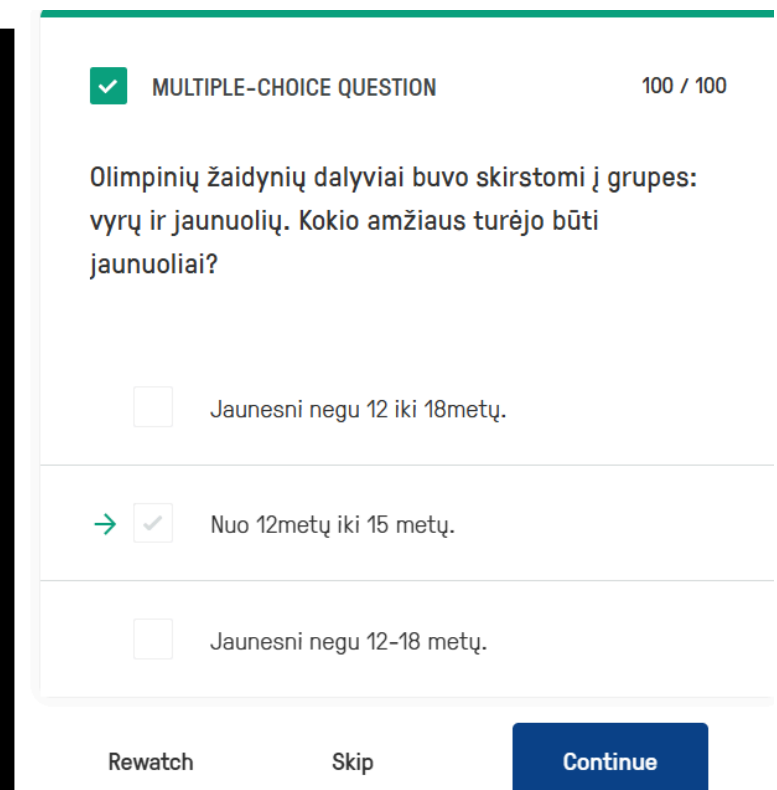 MULTIPLE-CHOICE QUESTION 100 / 100
Olimpinių žaidynių dalyviai buvo skirstomi į grupes:
vyrų ir jaunuolių. Kokio amžiaus turėjo būti
jaunuoliai?
Jaunesni negu 12 iki 18metų.
Nuo 12metų iki 15 metų.
Jaunesni negu 12-18 metų.
Rewatch Skip Continue